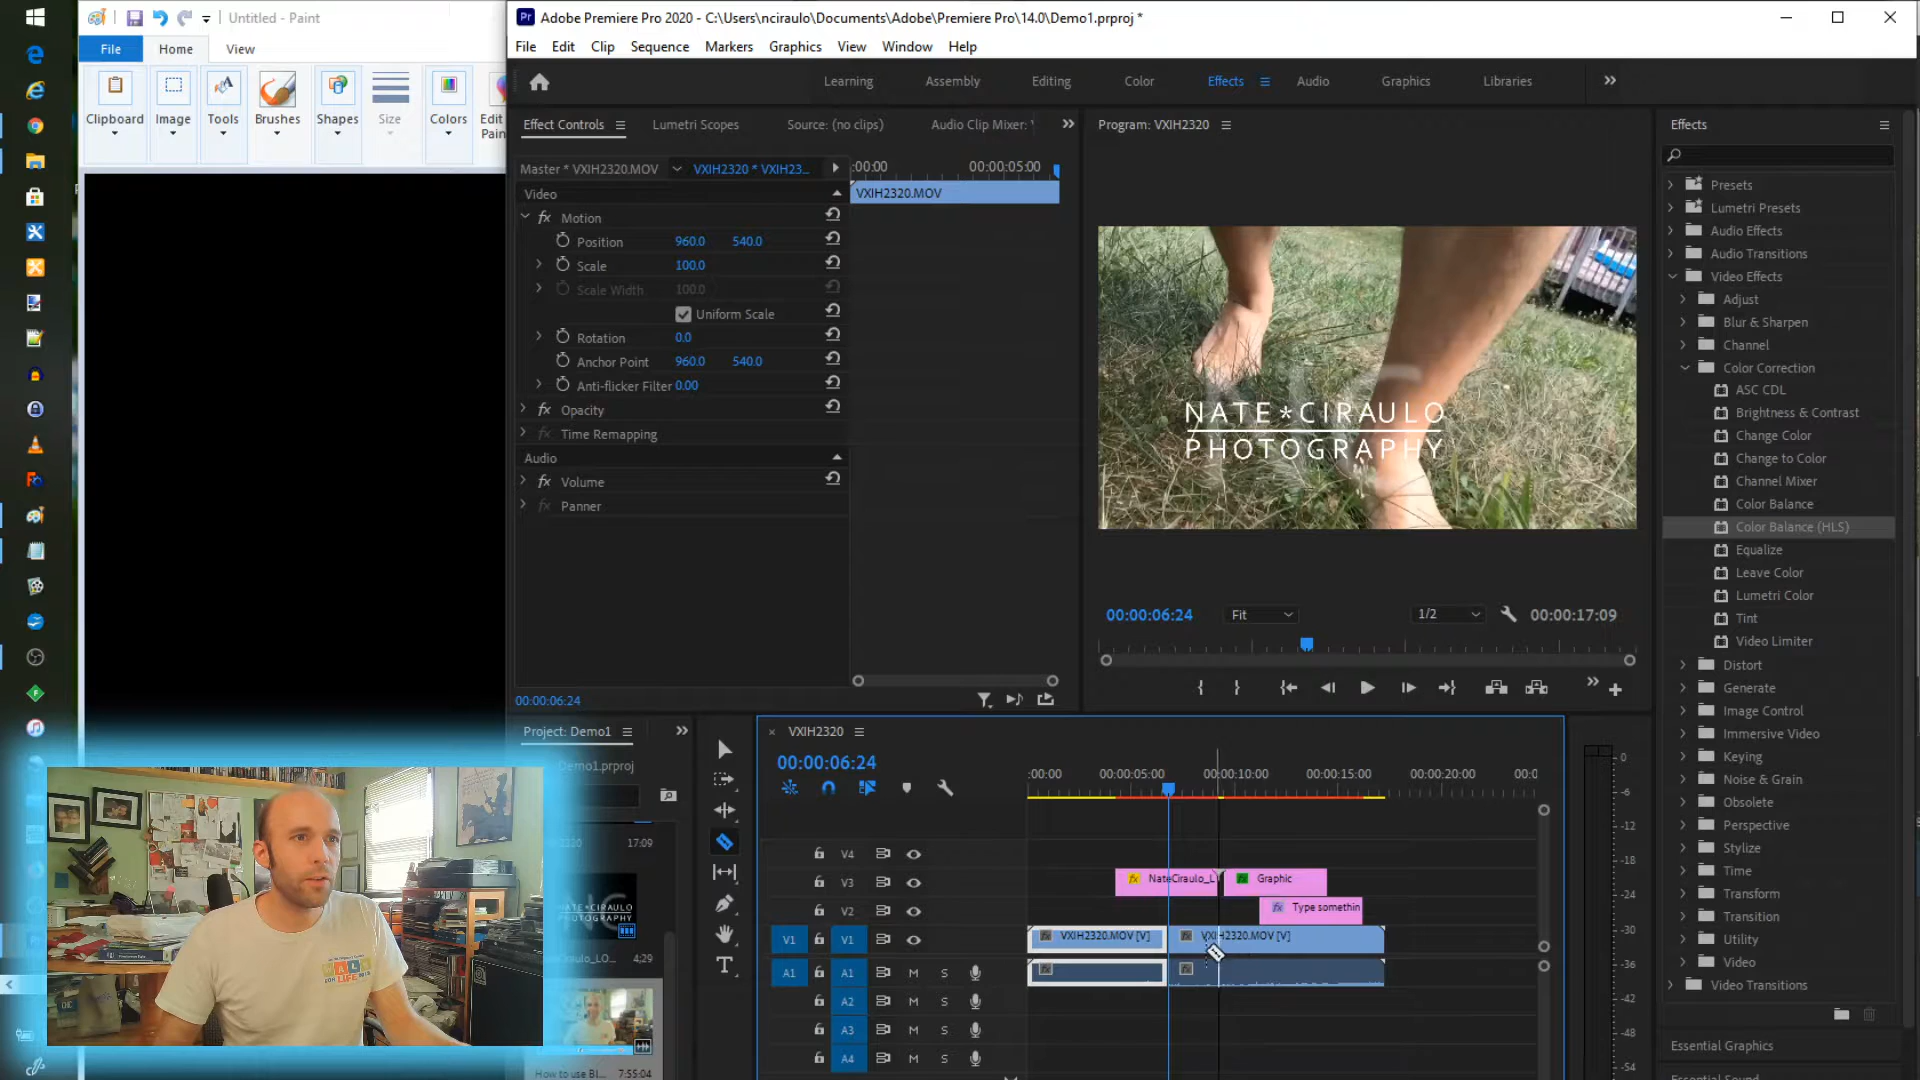 Untitled - Paint
File
Home
View
Clipboard
Image
Tools
Brushes
Shapes
Size
Colors
Edit
Adobe Premiere Pro 2020 - C:\Users\nciraulo\Documents\Adobe\Premiere Pro\14.0\Demo1.prproj *
File Edit Clip Sequence Markers Graphics View Window Help
Learning Assembly Editing Color Effects Audio Graphics Libraries
Effect Controls
Lumetri Scopes
Source: (no clips)
Audio Clip Mixer:
Master * VXIH2320.MOV
VXIH2320 * VXIH23...
:00:00
00:00:05:00
Video
VXIH2320.MOV
Motion
Position 960.0 540.0
Scale 100.0
Scale Width 100.0
Uniform Scale
Rotation 0.0
Anchor Point 960.0 540.0
Anti-flicker Filter 0.00
Opacity
Time Remapping
Audio
Volume
Panner
00:00:06:24
Program: VXIH2320
NATE*CIRAULO
PHOTOGRAPHY
00:00:06:24
Fit
1/2
00:00:17:09
Effects
Presets
Lumetri Presets
Audio Effects
Audio Transitions
Video Effects
Adjust
Blur & Sharpen
Channel
Color Correction
ASC CDL
Brightness & Contrast
Change Color
Change to Color
Channel Mixer
Color Balance
Color Balance (HLS)
Equalize
Leave Color
Lumetri Color
Tint
Video Limiter
Distort
Generate
Image Control
Immersive Video
Keying
Noise & Grain
Obsolete
Perspective
Stylize
Time
Transform
Transition
Utility
Video
Video Transitions
Essential Graphics
Project: Demo1
Demo1.prproj
17:09
PHOTOGRAPHY
4;29
How to use Bl...
7:55:04
VXIH2320
00:00:06:24
:00:00 00:00:05:00 00:00:10:00 00:00:15:00 00:00:20:00 00:0
V4
V3
NateCiraulo_L
Graphic
V2
Type somethin
V1 V1
VXIH2320.MOV [V]
VXIH2320.MOV [V]
A1 A1 M S
A2 M S
A3 M S
A4 M S
0
-6
-12
-18
-24
-30
-36
-42
-48
-54